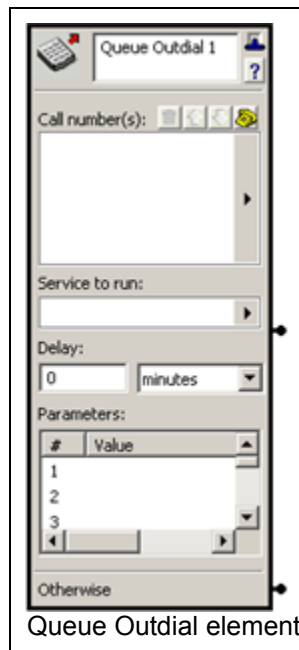 Queue Outdial 1
?
Call number(s):
Service to run:
Delay:
0 minutes
Parameters:
# Value
1
2
3
Otherwise
Queue Outdial element